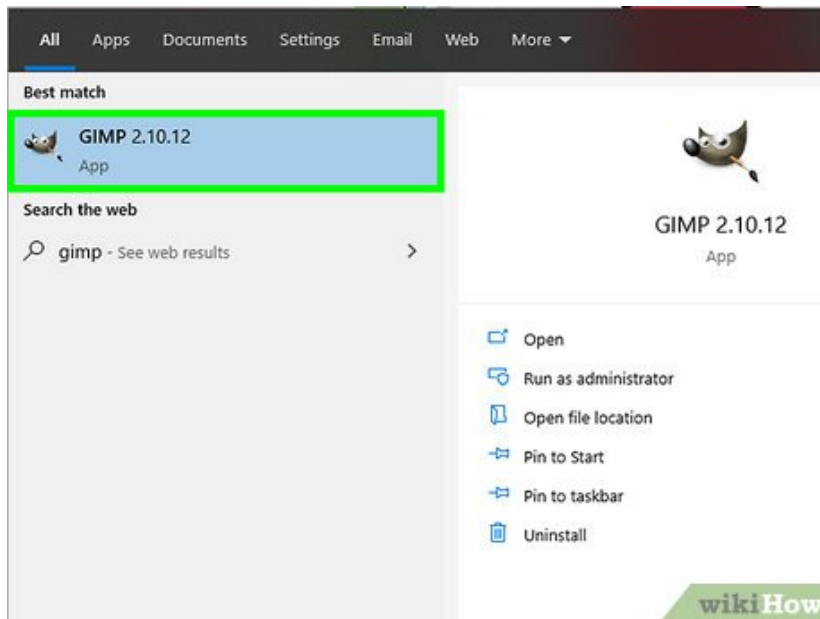 All Apps Documents Settings Email Web More
Best match
GIMP 2.10.12
App
Search the web
gimp - See web results
GIMP 2.10.12
App
Open
Run as administrator
Open file location
Pin to Start
Pin to taskbar
Uninstall
wikiHow